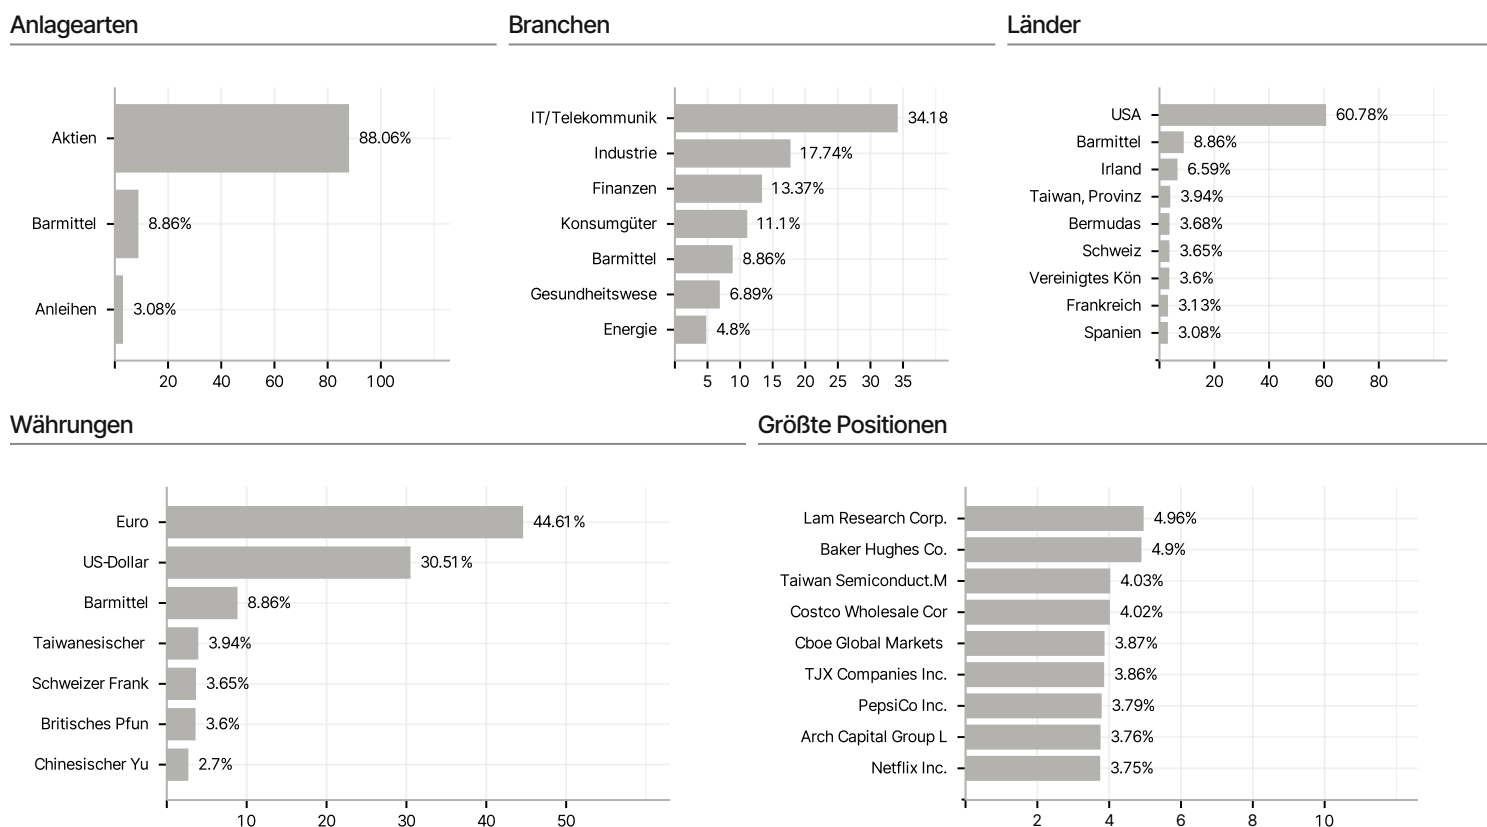 Anlagearten
Aktien 88.06%
Barmittel 8.86%
Anleihen 3.08%
20 40 60 80 100
Branchen
IT/Telekommunik 34.18
Industrie 17.74%
Finanzen 13.37%
Konsumgüter 11.1%
Barmittel 8.86%
Gesundheitswese 6.89%
Energie 4.8%
5 10 15 20 25 30 35
Länder
USA 60.78%
Barmittel 8.86%
Irland 6.59%
Taiwan, Provinz 3.94%
Bermudas 3.68%
Schweiz 3.65%
Vereinigtes Kön 3.6%
Frankreich 3.13%
Spanien 3.08%
20 40 60 80
Währungen
Euro 44.61%
US-Dollar 30.51%
Barmittel 8.86%
Taiwanesischer 3.94%
Schweizer Frank 3.65%
Britisches Pfun 3.6%
Chinesischer Yu 2.7%
10 20 30 40 50
Größte Positionen
Lam Research Corp. 4.96%
Baker Hughes Co. 4.9%
Taiwan Semiconduct.M 4.03%
Costco Wholesale Cor 4.02%
Cboe Global Markets 3.87%
TJX Companies Inc. 3.86%
PepsiCo Inc. 3.79%
Arch Capital Group L 3.76%
Netflix Inc. 3.75%
2 4 6 8 10